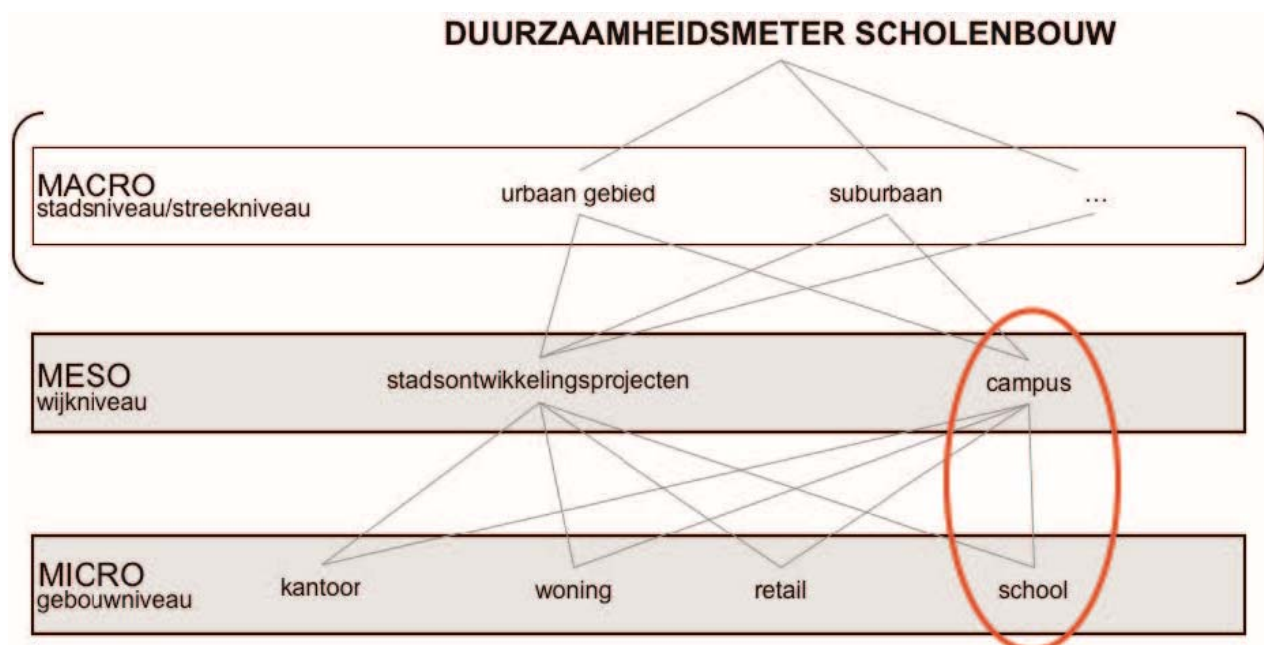 DUURZAAMHEIDSMETER SCHOLENBOUW
MACRO
stadsniveau/streekniveau
urbaan gebied
suburbaan
...
MESO
wijkniveau
stadsontwikkelingsprojecten
campus
MICRO
gebouwniveau
kantoor
woning
retail
school